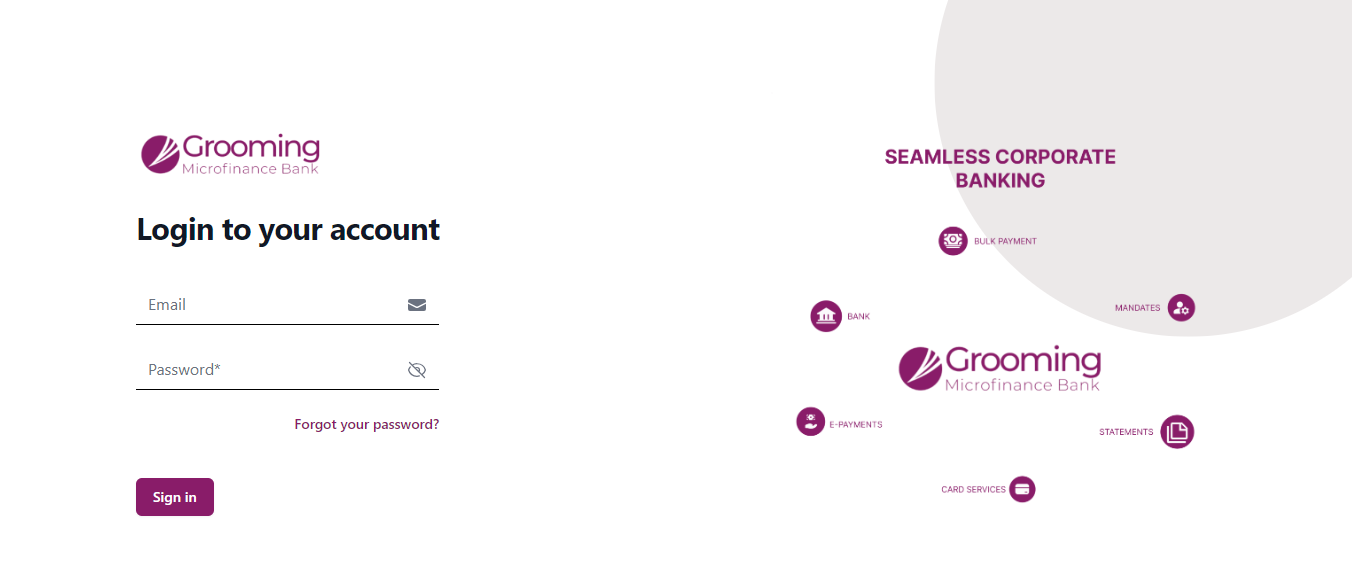 Grooming
Microfinance Bank
Login to your account
Email
Password*
Forgot your password?
Sign in
SEAMLESS CORPORATE
BANKING
BULK PAYMENT
MANDATES
BANK
Grooming
Microfinance Bank
E-PAYMENTS
STATEMENTS
CARD SERVICES